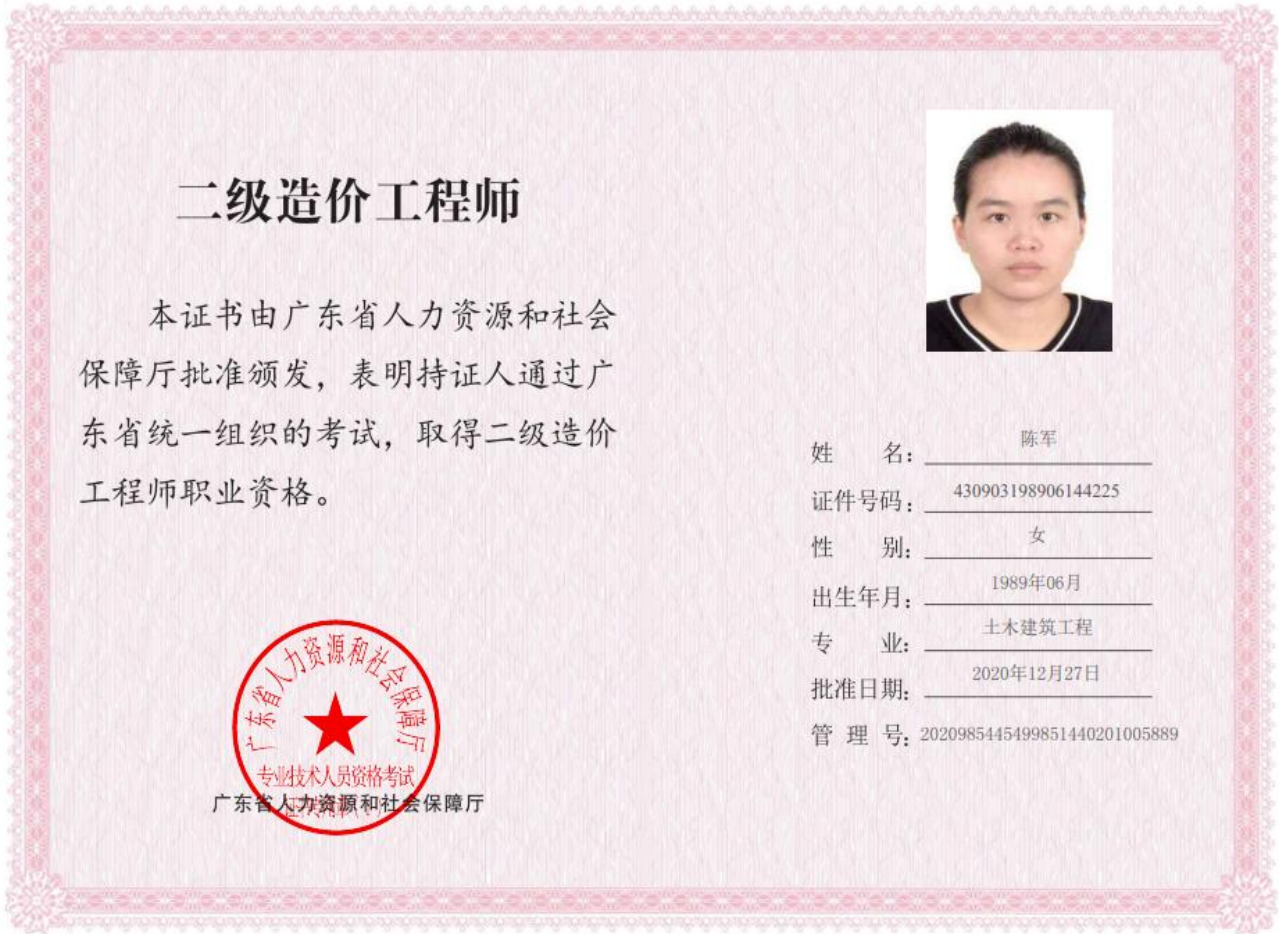 二级造价工程师
本证书由广东省人力资源和社会
保障厅批准颁发，表明持证人通过广
东省统一组织的考试，取得二级造价
工程师职业资格。
广东省人力资源和社会保障厅
专业技术人员资格考试
广东省人力资源和社会保障厅
姓 名：陈军
证件号码：430903198906144225
性 别：女
出生年月：1989年06月
专 业：土木建筑工程
批准日期：2020年12月27日
管 理 号：2020985445499851440201005889